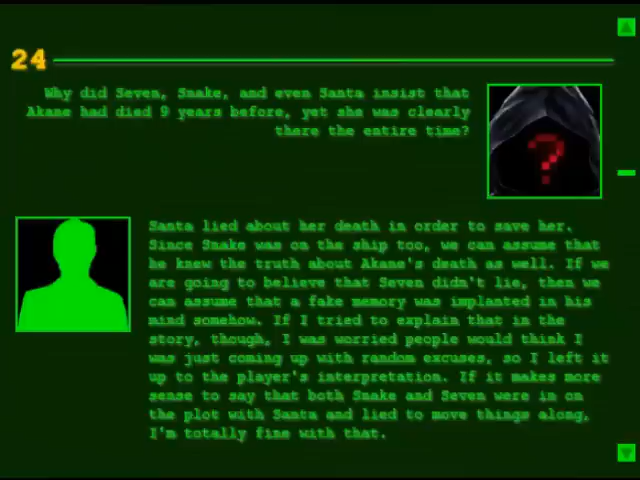 24
Why did Seven, Snake, and even Santa insist that
Akane had died 9 years before, yet she was clearly
there the entire time?
?
Santa lied about her death in order to save her.
Since Snake was on the ship too, we can assume that
he knew the truth about Akane's death as well. If we
are going to believe that Seven didn't lie, then we
can assume that a fake memory was implanted in his
mind somehow. If I tried to explain that in the
story, though, I was worried people would think I
was just coming up with random excuses, so I left it
up to the player's interpretation. If it makes more
sense to say that both Snake and Seven were in on
the plot with Santa and lied to move things along,
I'm totally fine with that.